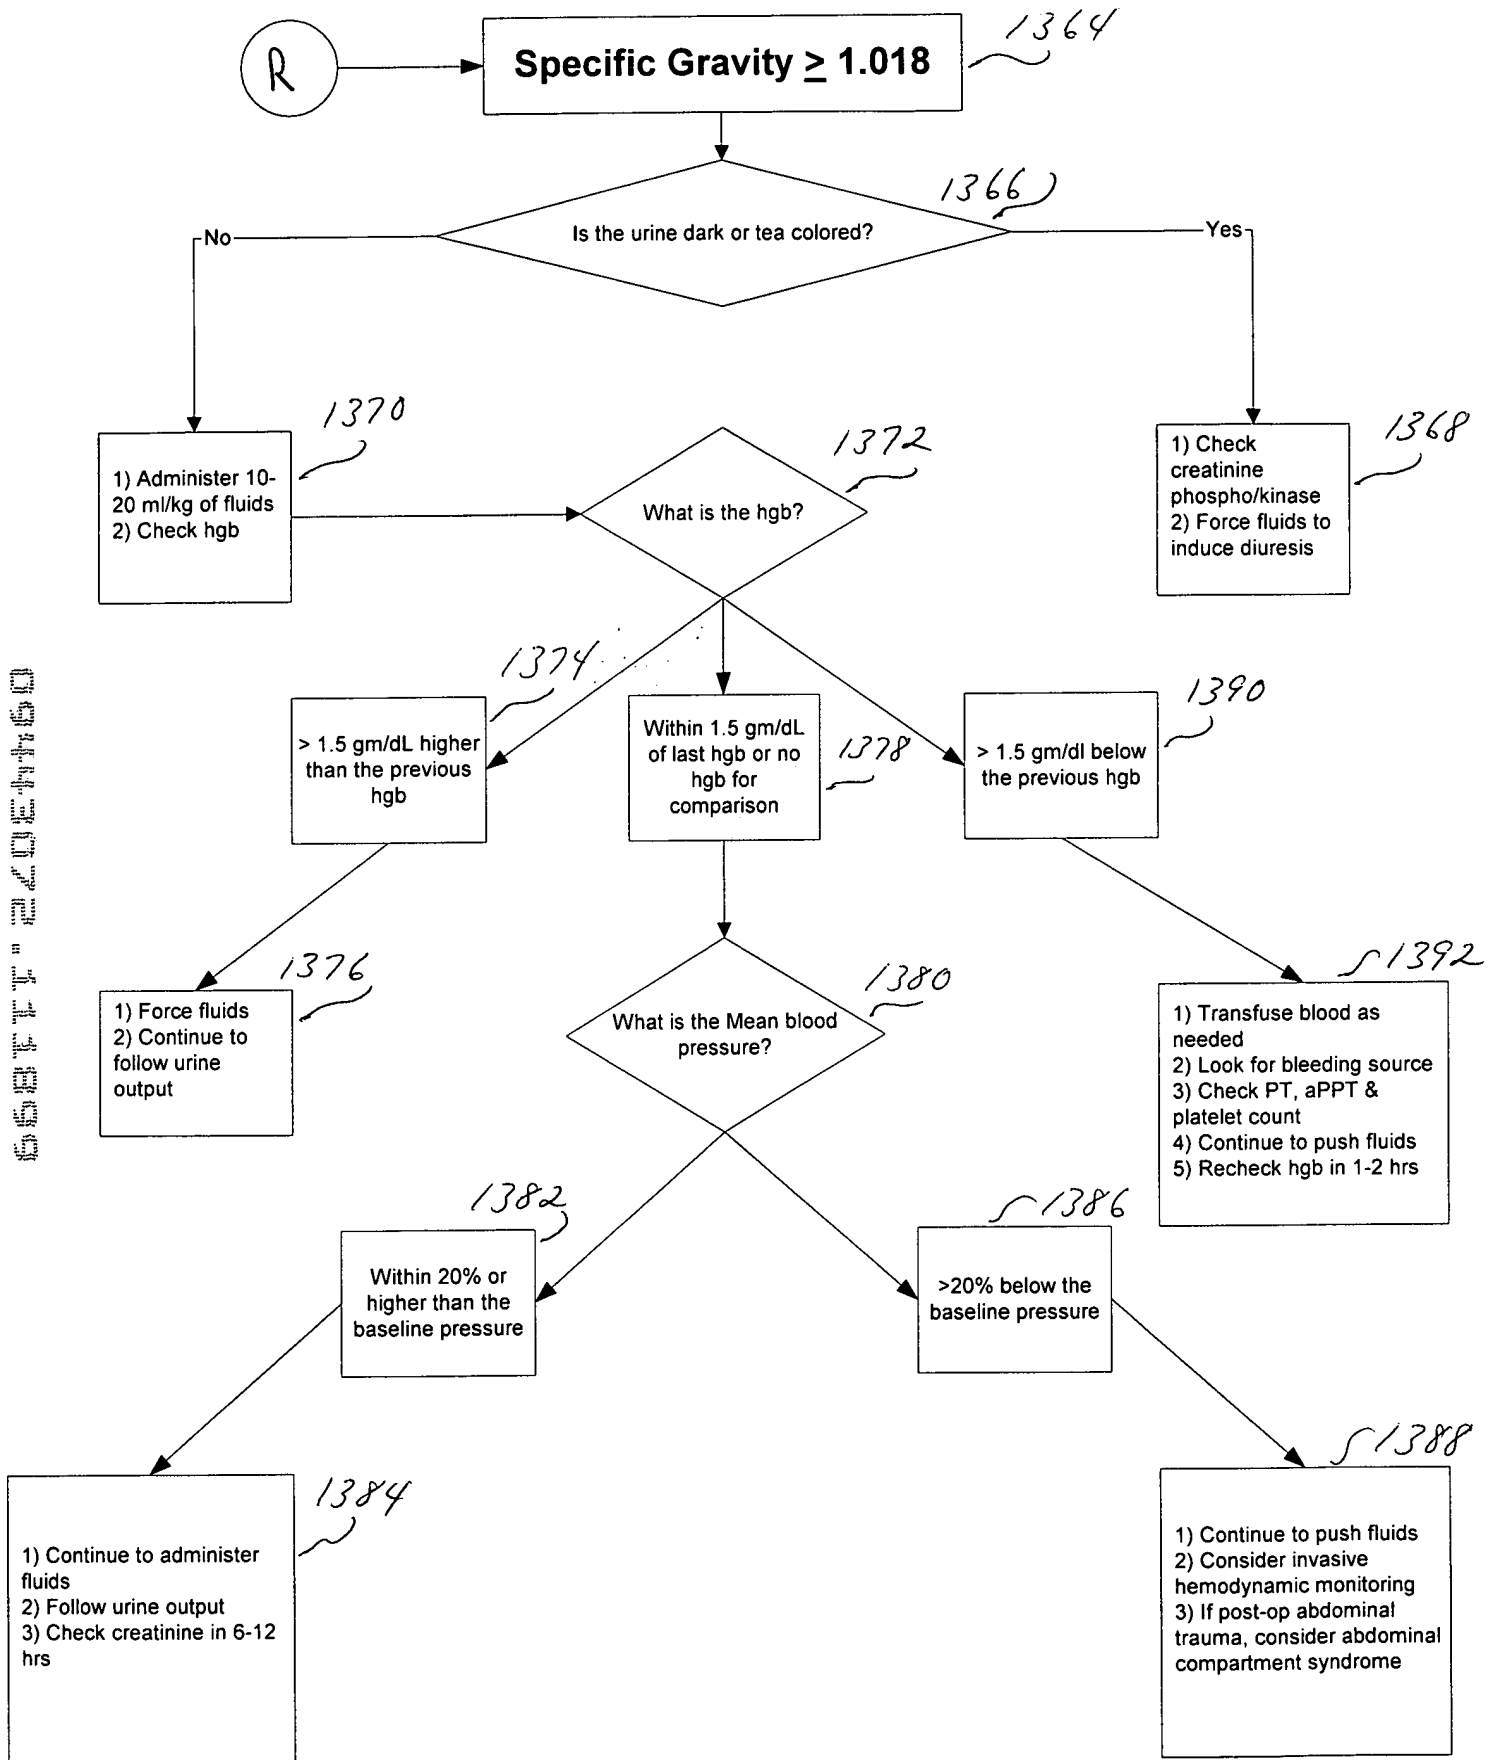 R
Specific Gravity ≥ 1.018
1364
Is the urine dark or tea colored?
1366
No
Yes
1) Administer 10-
20 ml/kg of fluids
2) Check hgb
1370
What is the hgb?
1372
1) Check
creatinine
phospho/kinase
2) Force fluids to
induce diuresis
1368
> 1.5 gm/dL higher
than the previous
hgb
1374
Within 1.5 gm/dL
of last hgb or no
hgb for
comparison
1378
> 1.5 gm/dl below
the previous hgb
1390
1) Force fluids
2) Continue to
follow urine
output
1376
What is the Mean blood
pressure?
1380
1) Transfuse blood as
needed
2) Look for bleeding source
3) Check PT, aPPT &
platelet count
4) Continue to push fluids
5) Recheck hgb in 1-2 hrs
1392
Within 20% or
higher than the
baseline pressure
1382
>20% below the
baseline pressure
1386
1) Continue to administer
fluids
2) Follow urine output
3) Check creatinine in 6-12
hrs
1384
1) Continue to push fluids
2) Consider invasive
hemodynamic monitoring
3) If post-op abdominal
trauma, consider abdominal
compartment syndrome
1388
09443072.111899